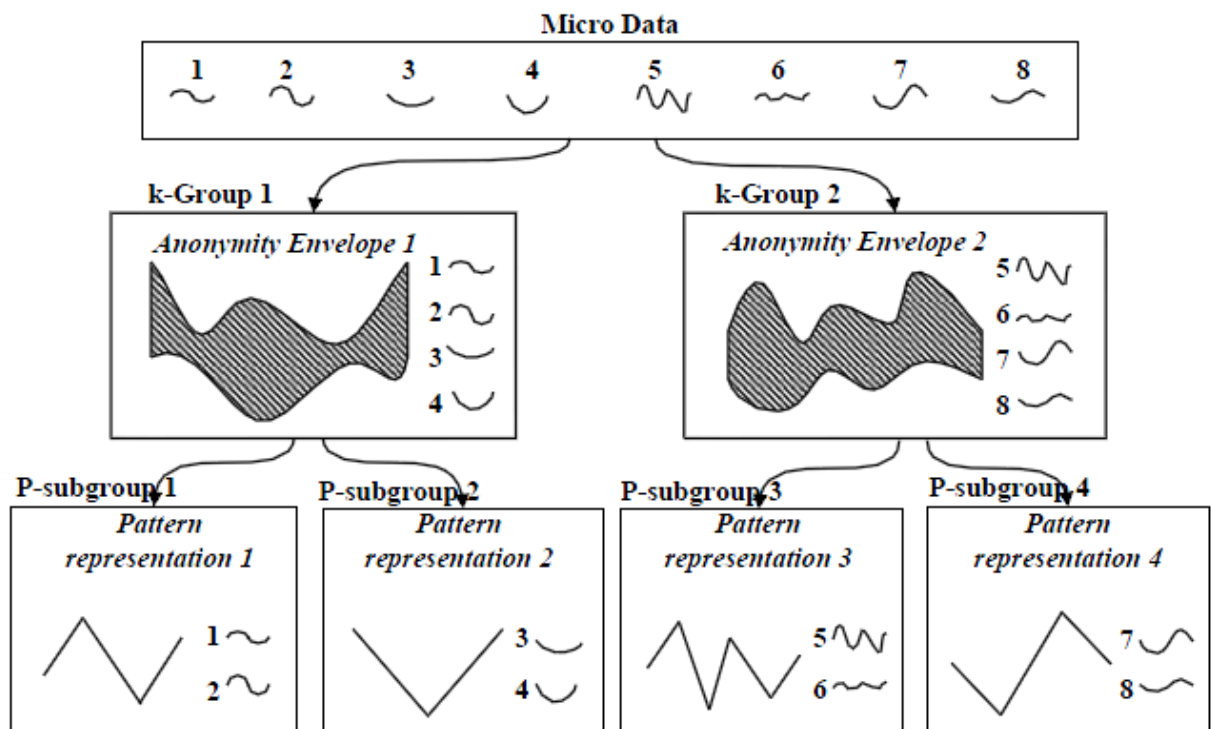 Micro Data
1 2 3 4 5 6 7 8
k-Group 1
Anonymity Envelope 1
1
2
3
4
k-Group 2
Anonymity Envelope 2
5
6
7
8
P-subgroup 1
Pattern
representation 1
1
2
P-subgroup 2
Pattern
representation 2
3
4
P-subgroup 3
Pattern
representation 3
5
6
P-subgroup 4
Pattern
representation 4
7
8